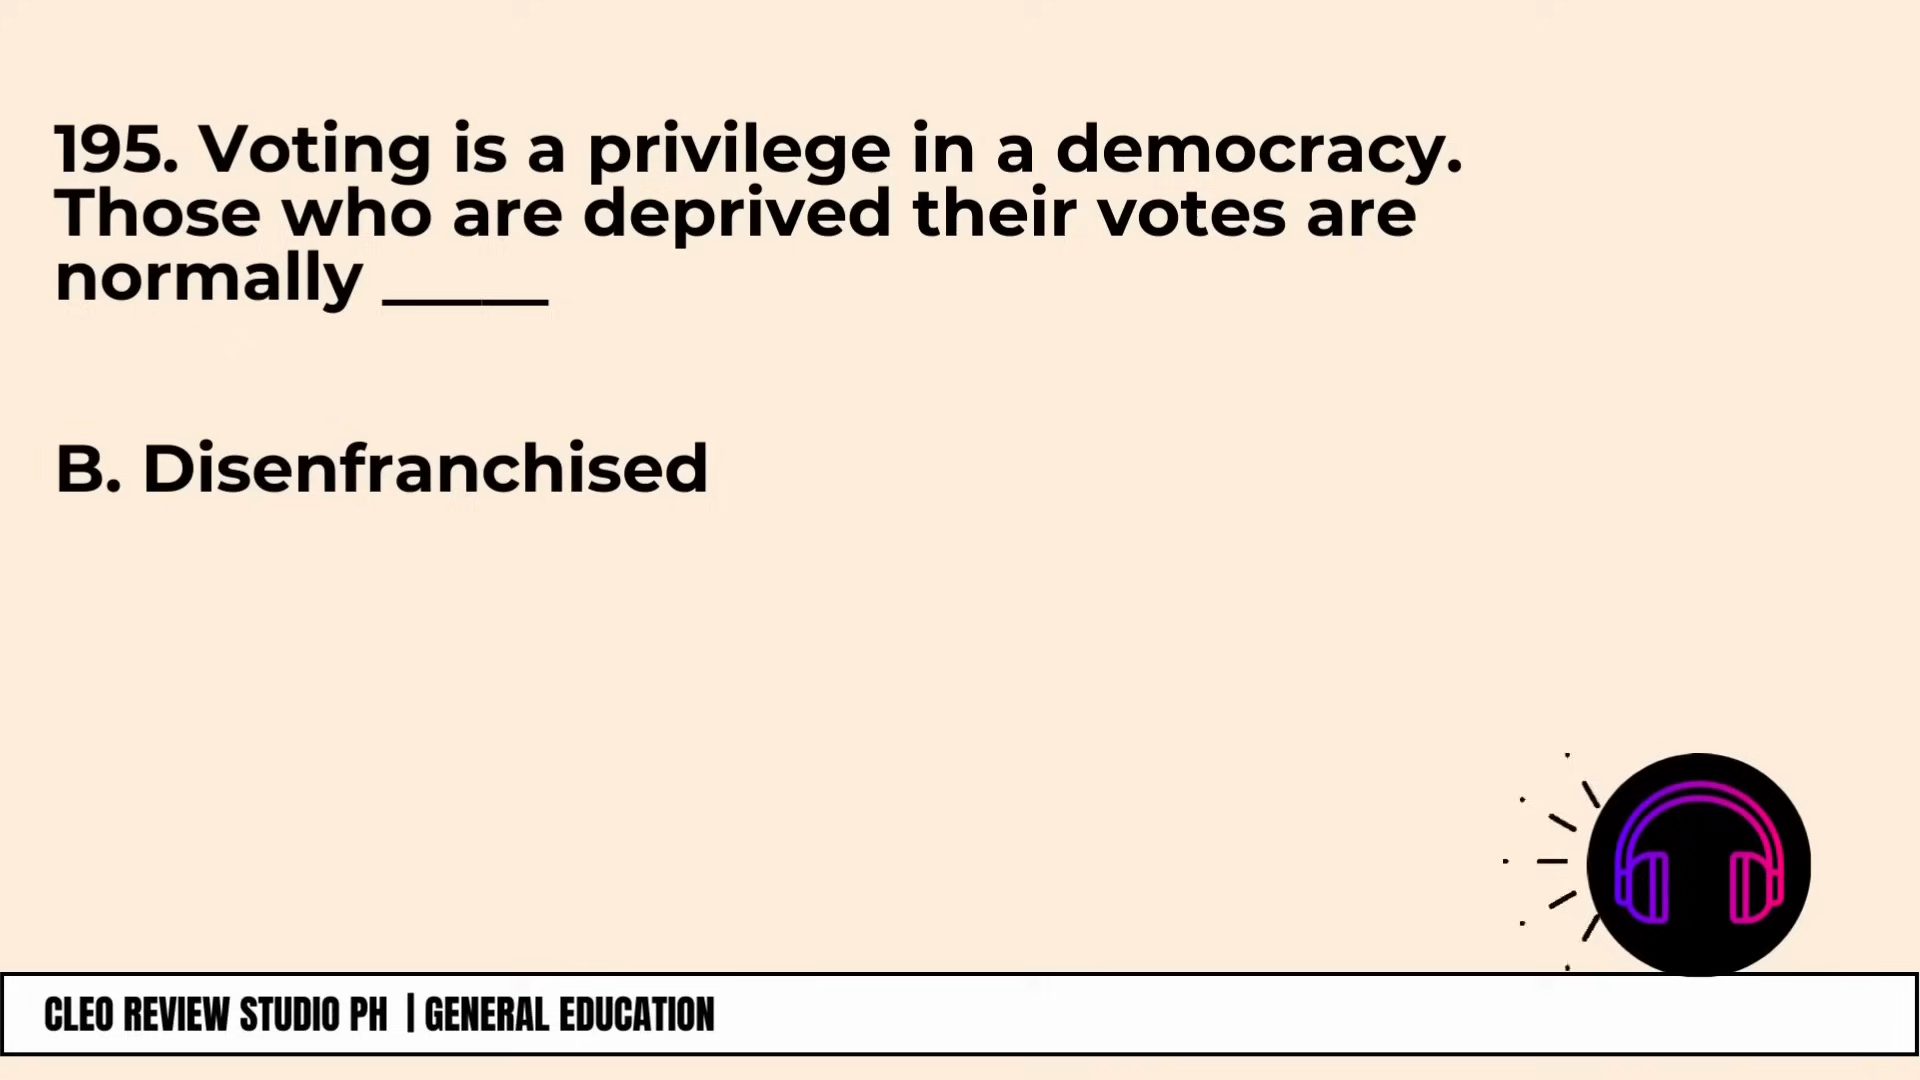 195. Voting is a privilege in a democracy.
Those who are deprived their votes are
normally _____
B. Disenfranchised
CLEO REVIEW STUDIO PH | GENERAL EDUCATION